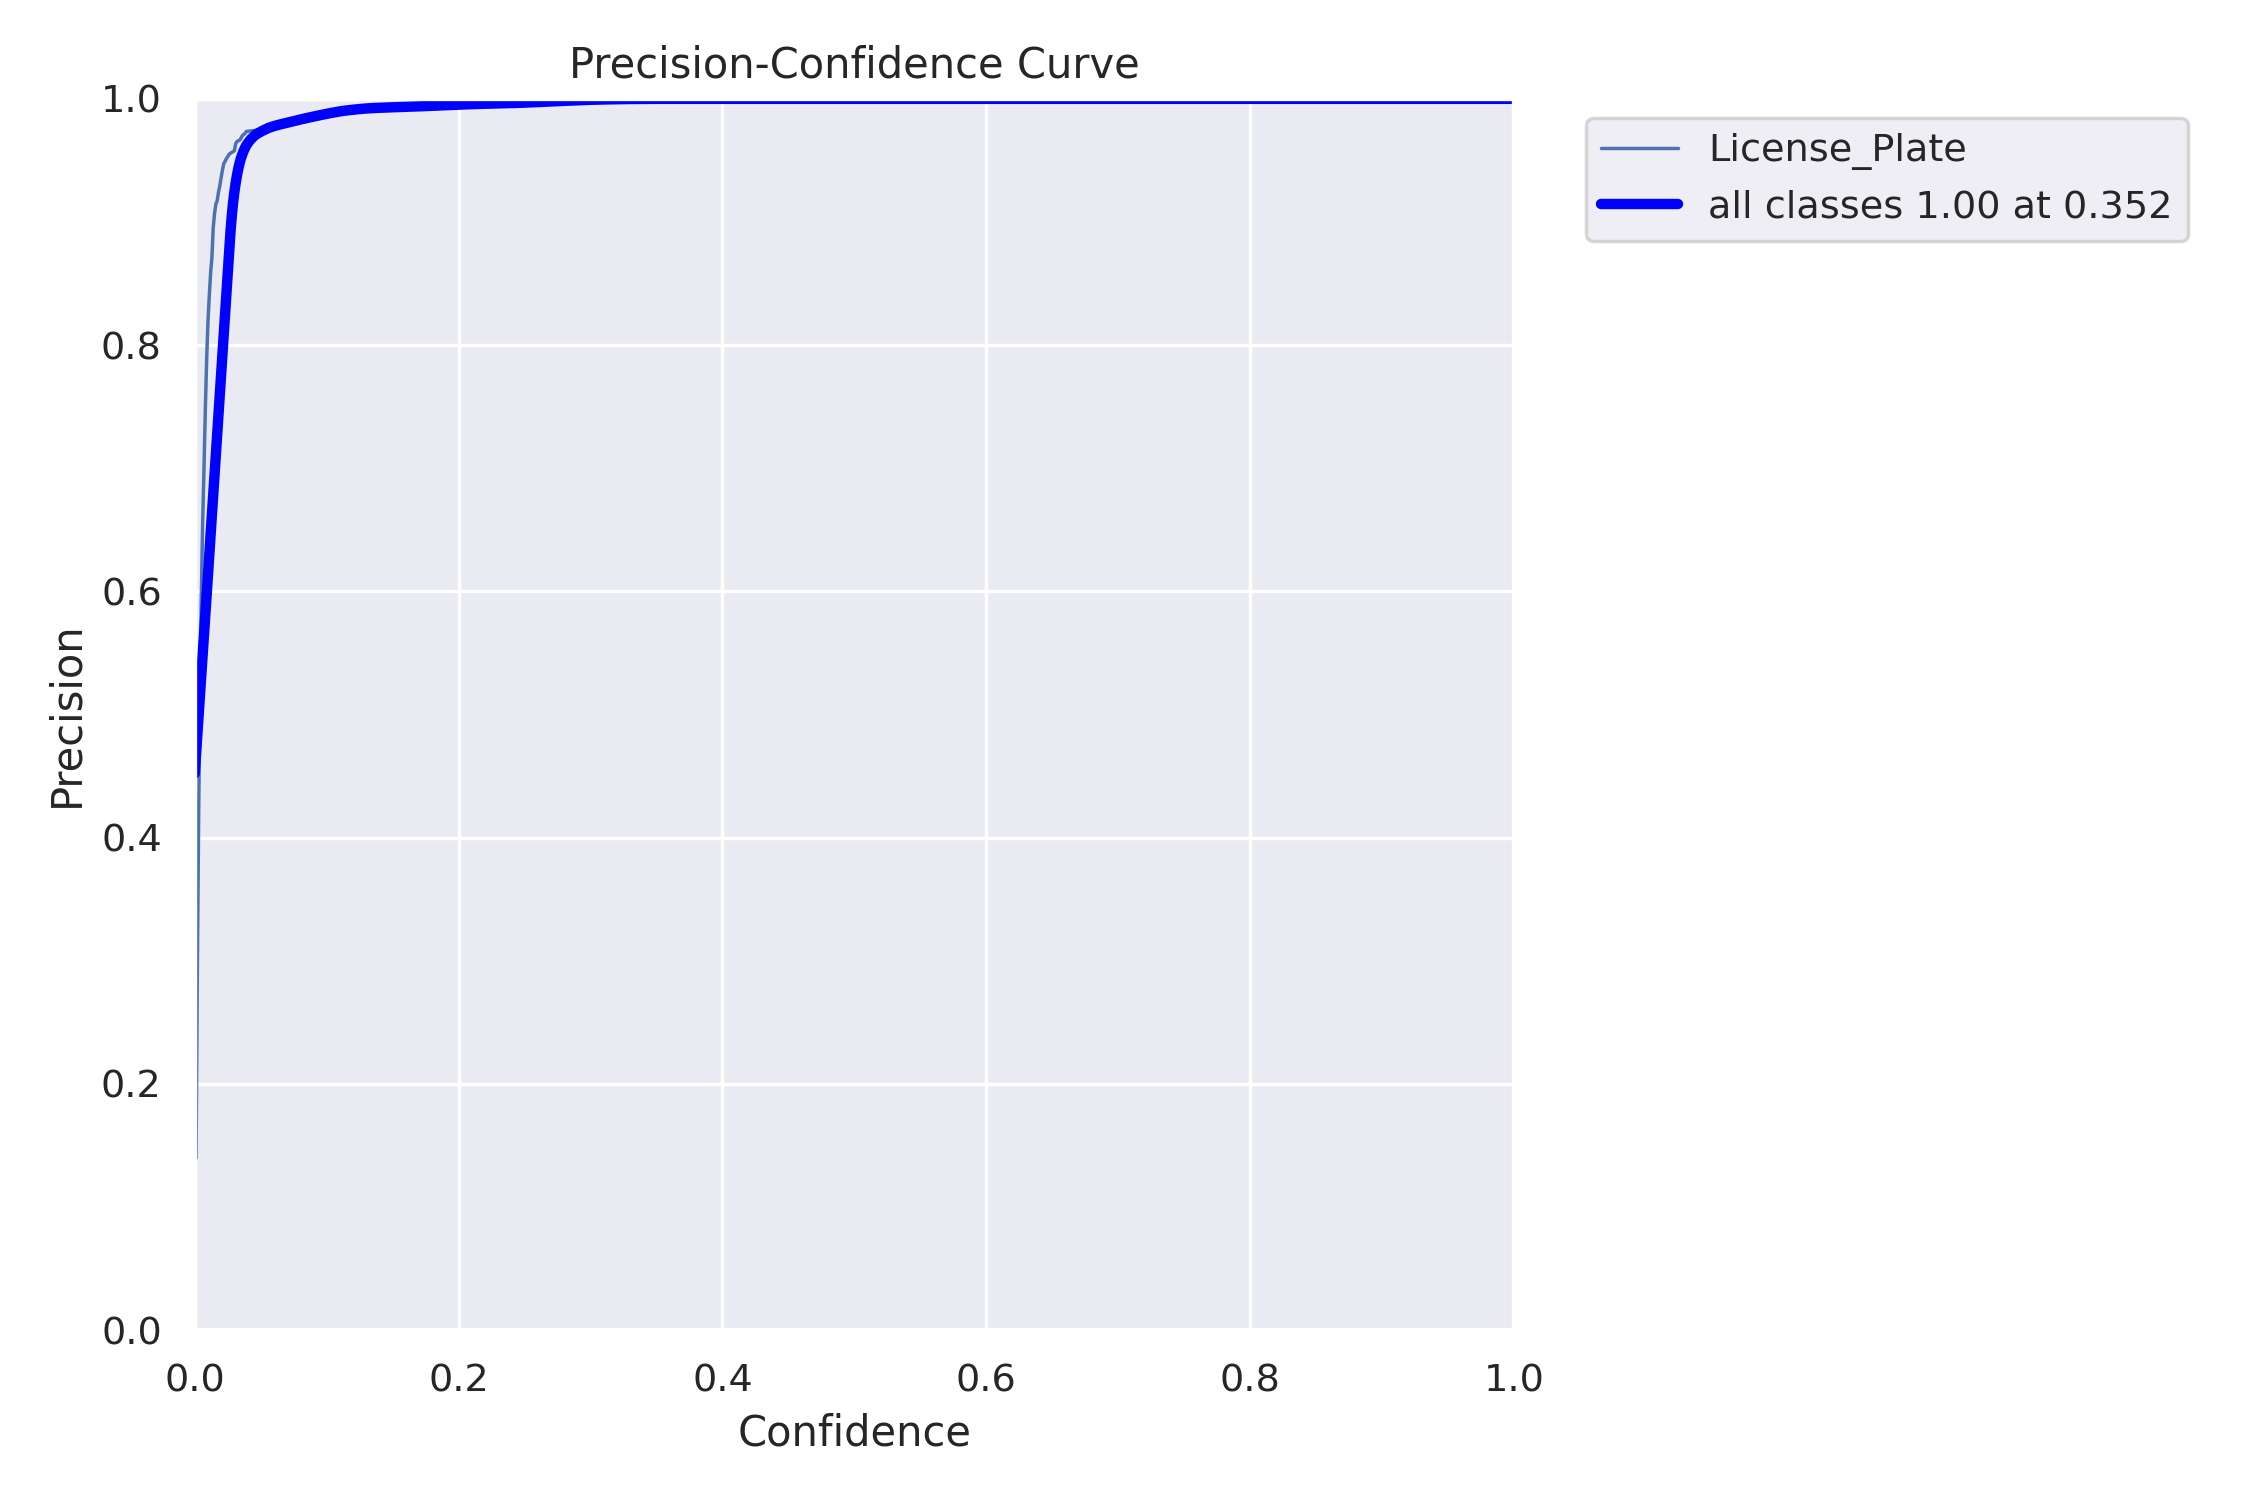 Precision-Confidence Curve
1.0
0.8
0.6
0.4
0.2
0.0
Precision
0.0 0.2 0.4 0.6 0.8 1.0
Confidence
License_Plate
all classes 1.00 at 0.352